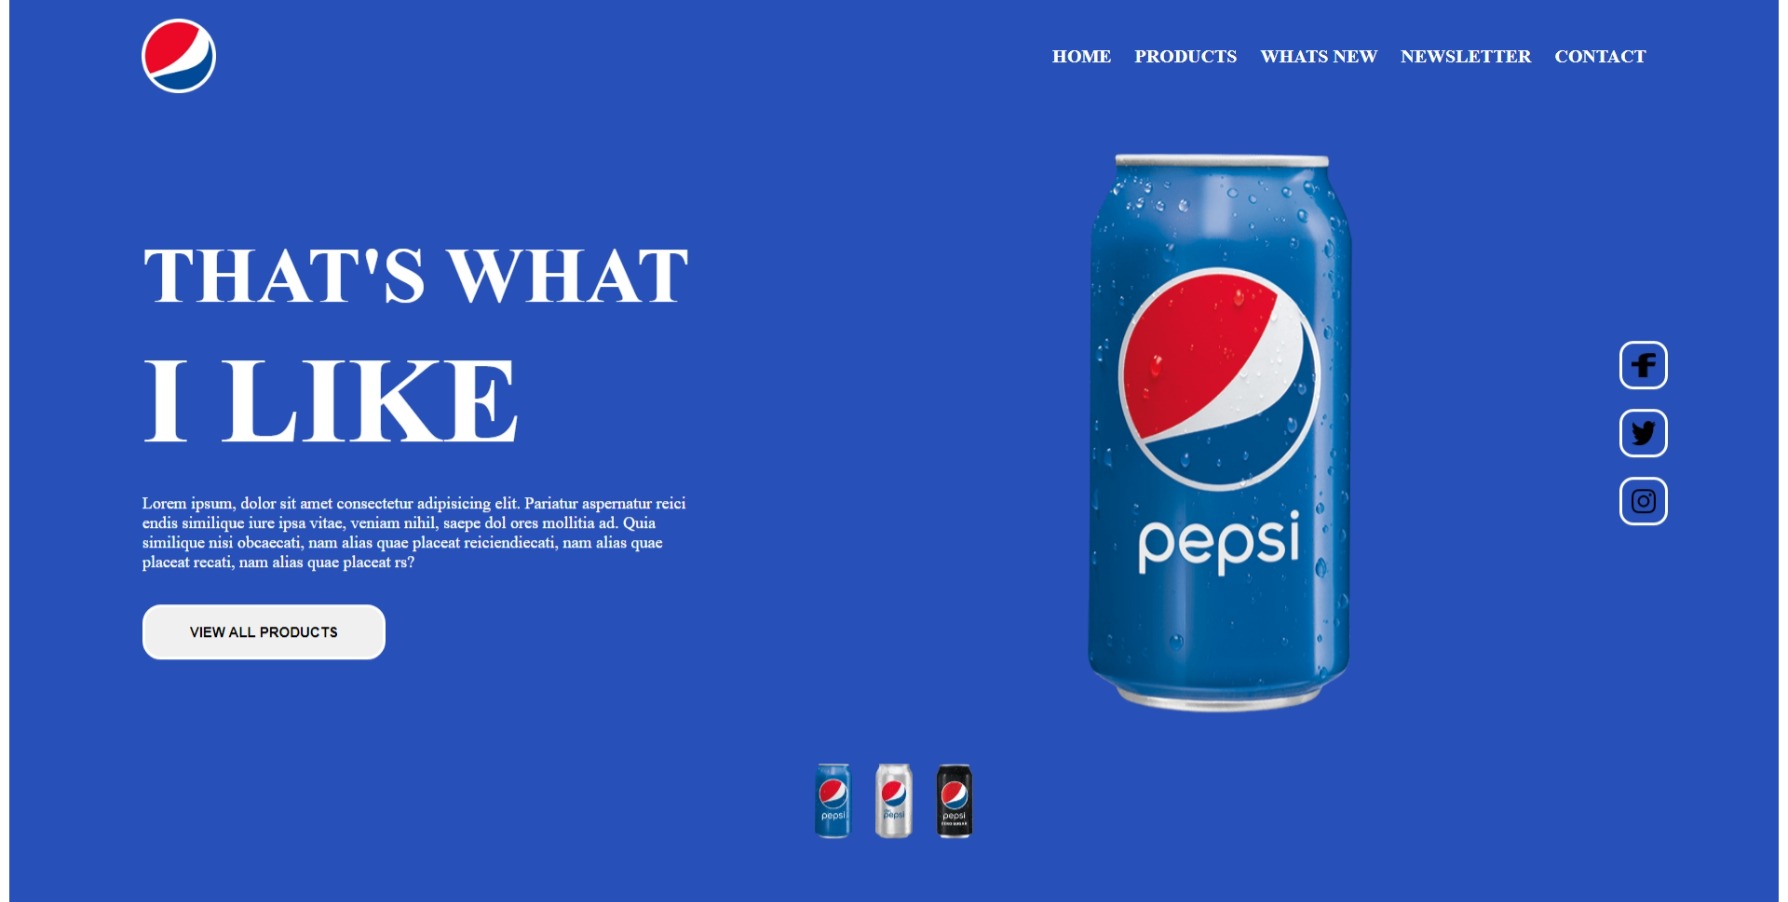 HOME PRODUCTS WHATS NEW NEWSLETTER CONTACT
THAT'S WHAT
I LIKE
Lorem ipsum, dolor sit amet consectetur adipisicing elit. Pariatur aspernatur reici
endis similique iure ipsa vitae, veniam nihil, saepe dol ores mollitia ad. Quia
similique nisi obcaecati, nam alias quae placeat reiciendiecati, nam alias quae
placeat recati, nam alias quae placeat rs?
VIEW ALL PRODUCTS
pepsi
pepsi
pepsi
pepsi